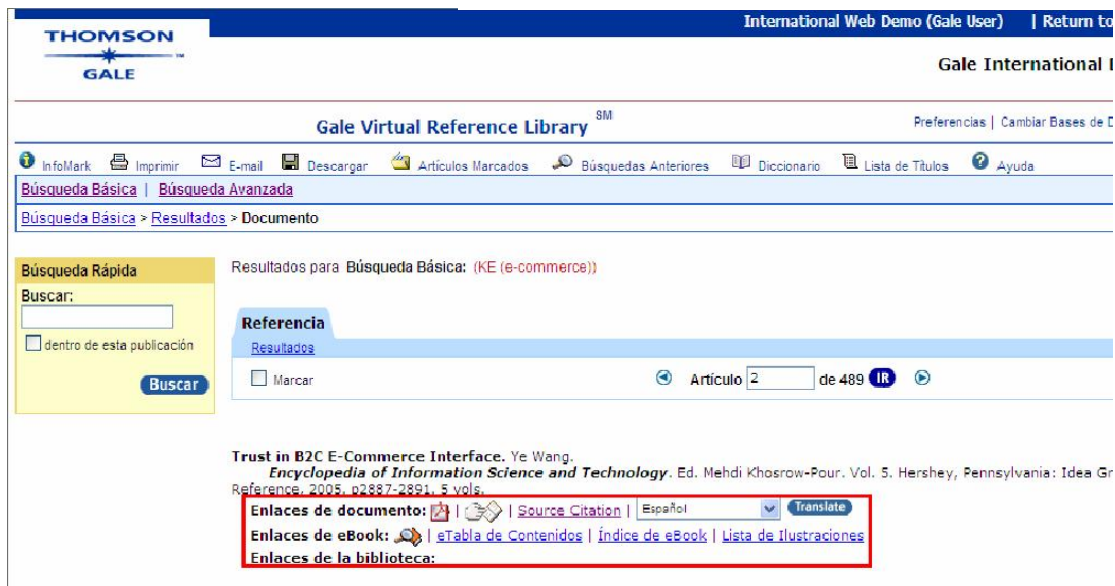 International Web Demo (Gale User) | Return to
THOMSON
GALE
Gale International
Gale Virtual Reference Library SM
Preferencias | Cambiar Bases de D
InfoMark Imprimir E-mail Descargar Artículos Marcados Búsquedas Anteriores Diccionario Lista de Títulos Ayuda
Búsqueda Básica | Búsqueda Avanzada
Búsqueda Básica > Resultados > Documento
Búsqueda Rápida
Buscar:
dentro de esta publicación
Buscar
Resultados para Búsqueda Básica: (KE (e-commerce))
Referencia
Resultados
Marcar
Artículo 2 de 489 IR
Trust in B2C E-Commerce Interface. Ye Wang.
Encyclopedia of Information Science and Technology. Ed. Mehdi Khosrow-Pour. Vol. 5. Hershey, Pennsylvania: Idea Gr
Reference, 2005. p2887-2891. 5 vols.
Enlaces de documento: | | Source Citation | Español Translate
Enlaces de eBook: | eTabla de Contenidos | Índice de eBook | Lista de Ilustraciones
Enlaces de la biblioteca: